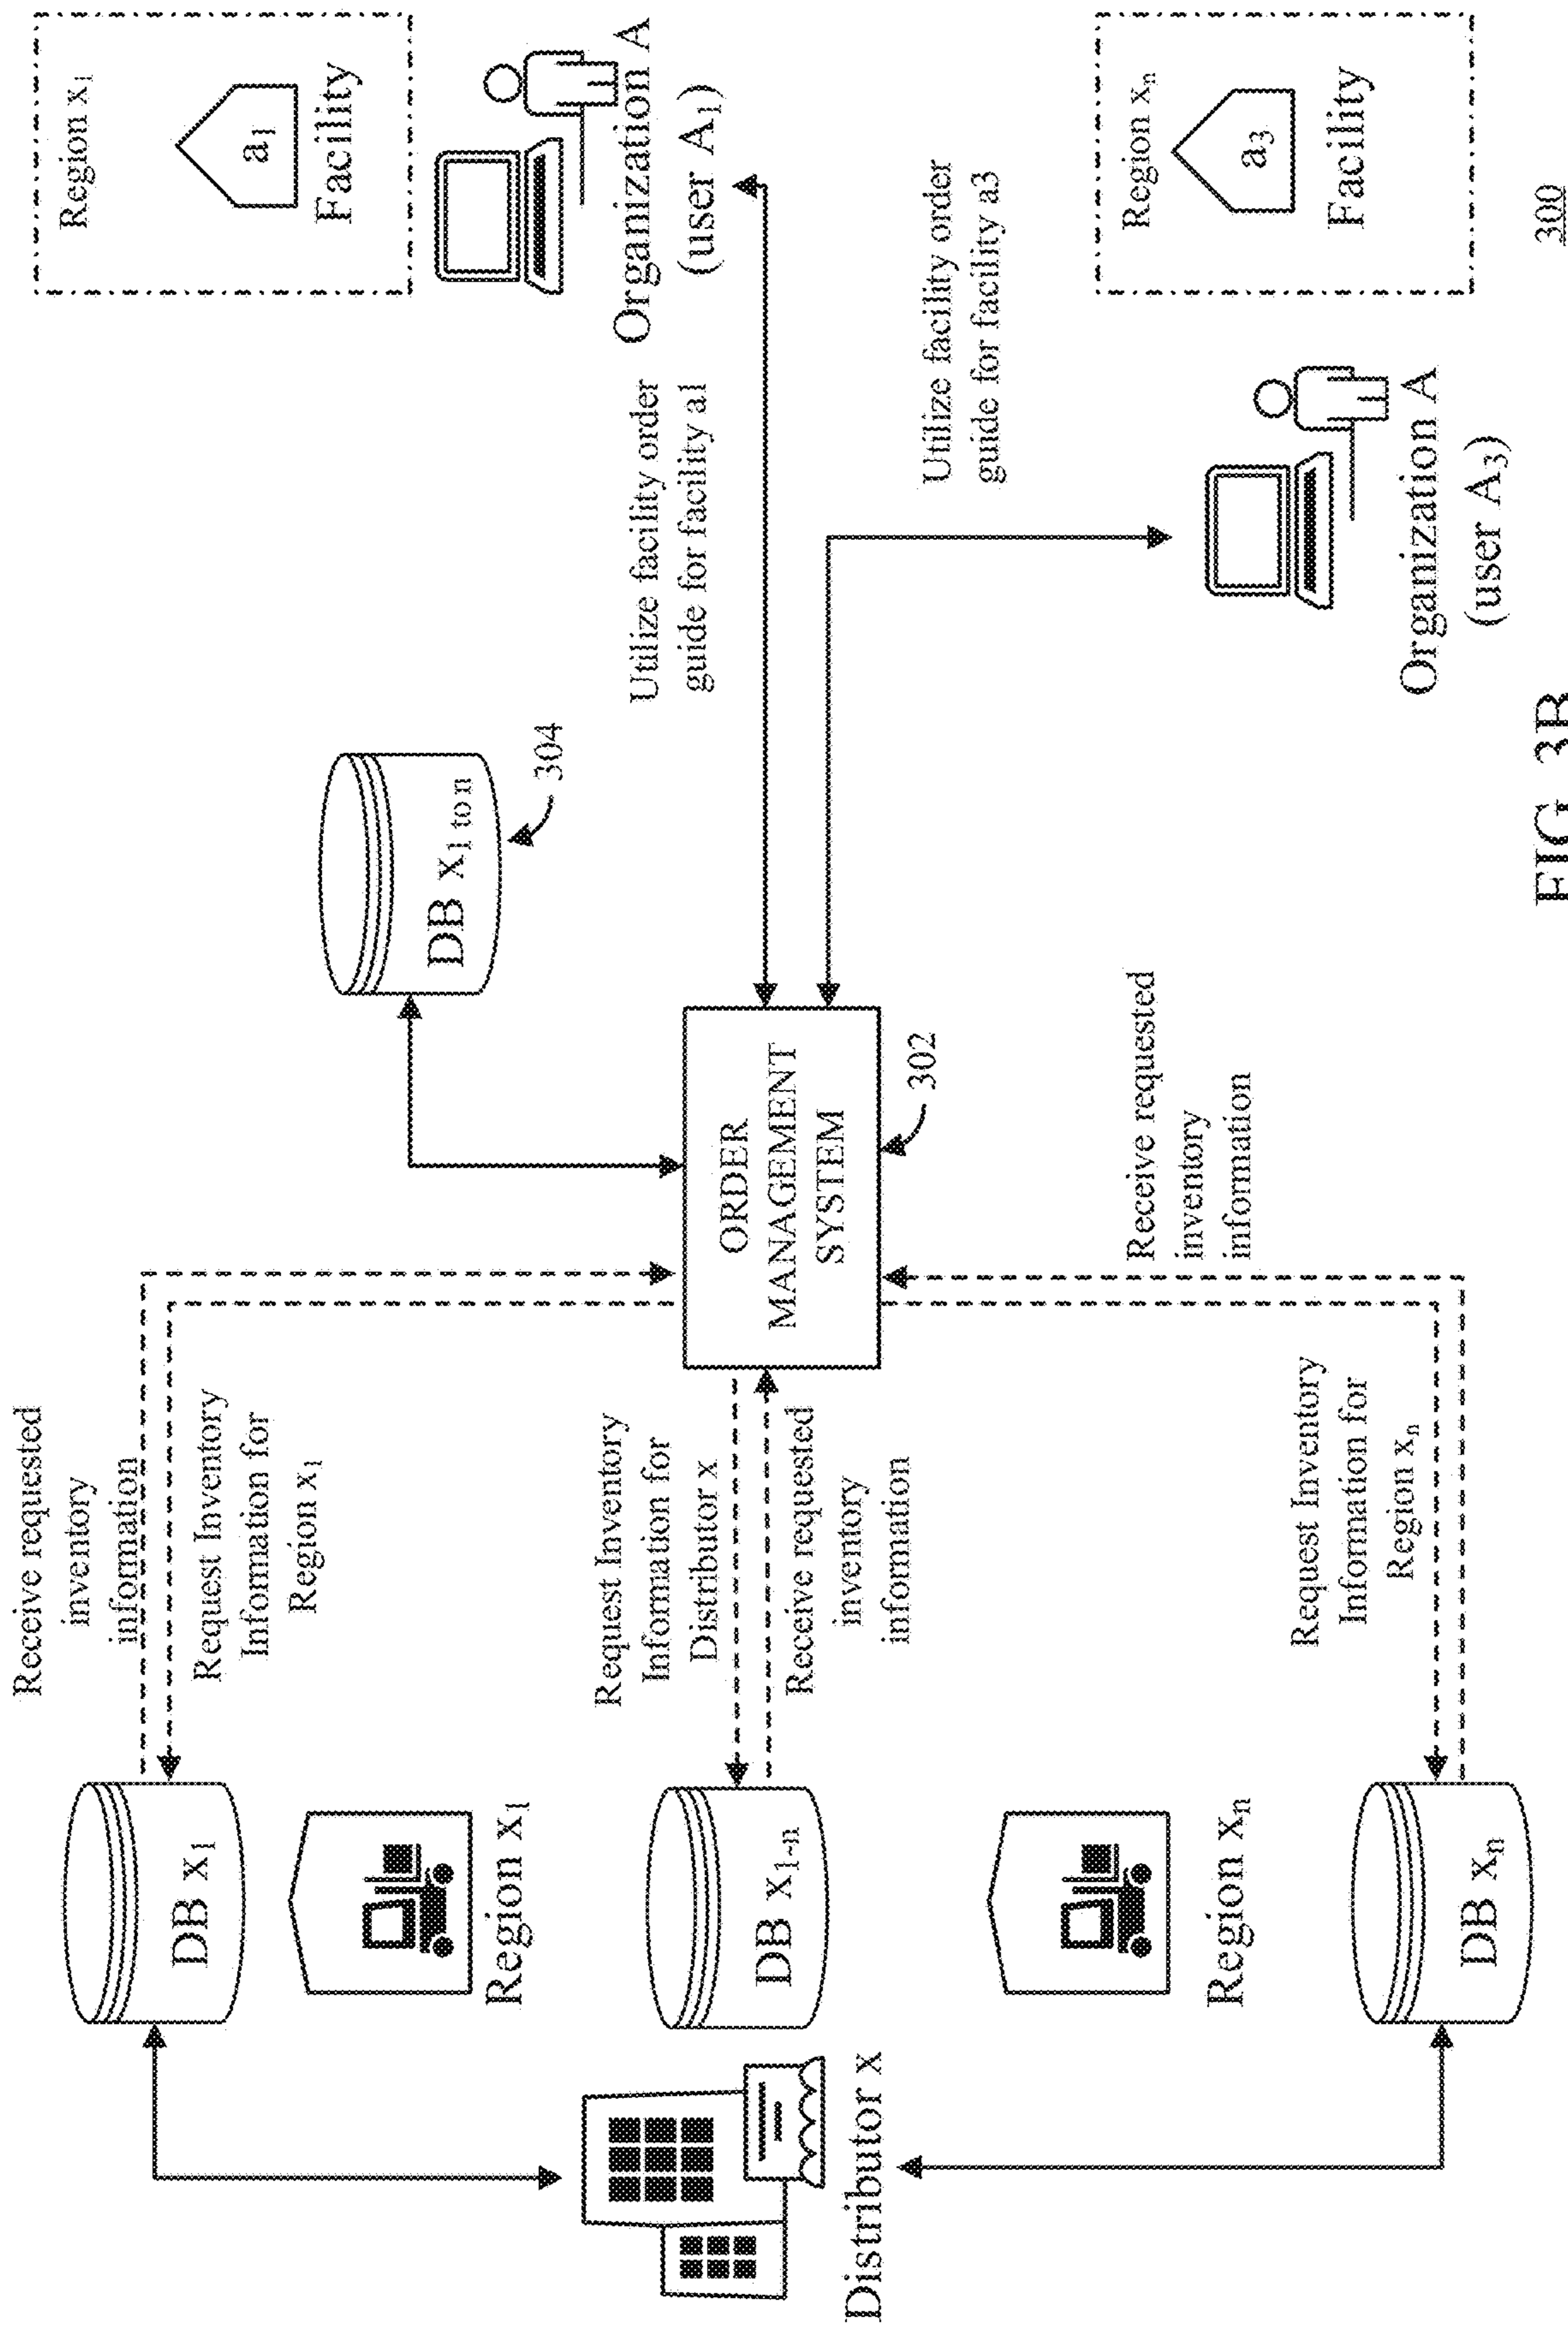 Receive requested
inventory
information
Request Inventory
Information for
Region x₁
DB x₁
Region x₁
Request Inventory
Information for
Distributor x
Receive requested
inventory
information
DB x₁₋ₙ
Distributor x
Region xₙ
DB xₙ
Request Inventory
Information for
Region xₙ
Receive requested
inventory
information
ORDER
MANAGEMENT
SYSTEM
302
DB x₁ ₜₒ ₙ
304
Utilize facility order
guide for facility a1
Region x₁
a₁
Facility
Organization A
(user A₁)
Utilize facility order
guide for facility a3
Region xₙ
a₃
Facility
Organization A
(user A₃)
300
FIG. 3B